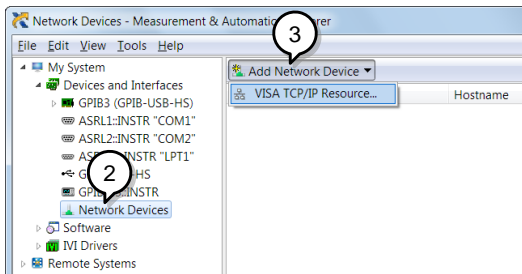 Network Devices - Measurement & Automatic
rer
3
File Edit View Tools Help
My System
Devices and Interfaces
GPIB3 (GPIB-USB-HS)
ASRL1::INSTR "COM1"
ASRL2::INSTR "COM2"
INSTR "LPT1"
HS
INSTR
2
Network Devices
Software
IVI Drivers
Remote Systems
Add Network Device
VISA TCP/IP Resource...
Hostname